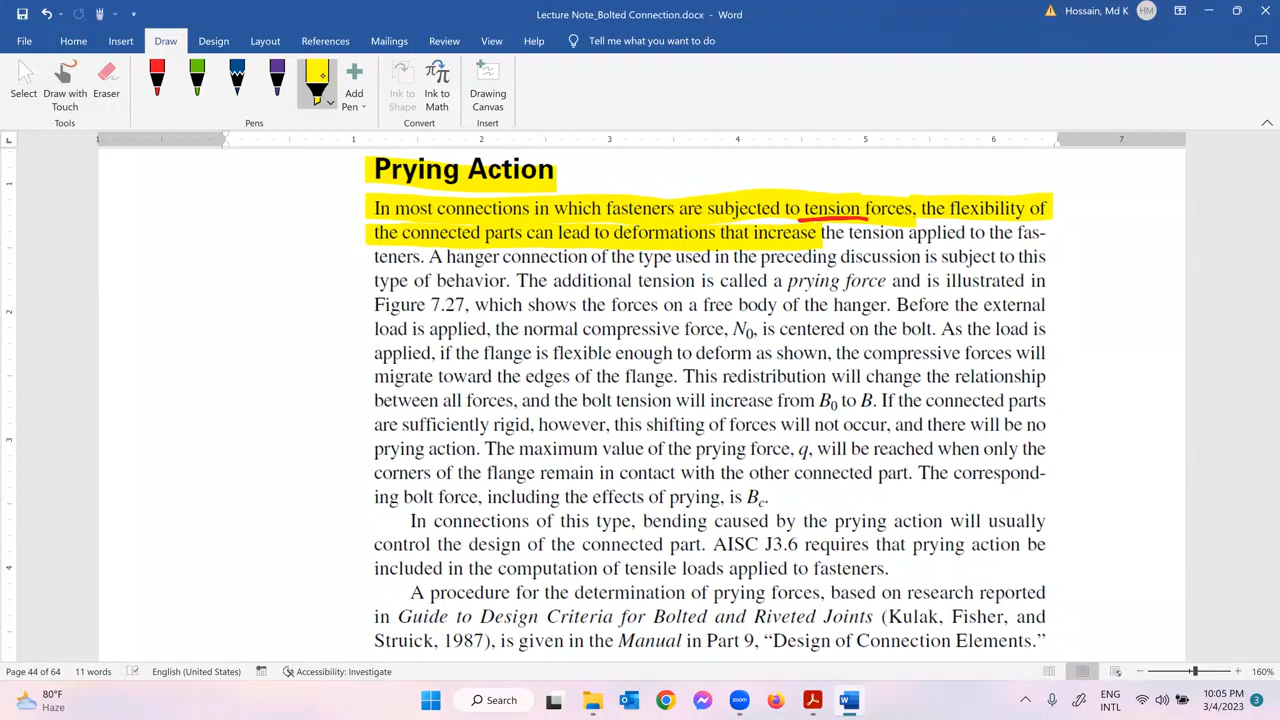 Lecture Note_Bolted Connection.docx - Word
Hossain, Md K
HM
File Home Insert Draw Design Layout References Mailings Review View Help Tell me what you want to do
Select
Draw with Touch
Eraser
Add Pen
Ink to Shape
Ink to Math
Drawing Canvas
Tools Pens Convert Insert
1 1 2 3 4 5 6 7
Prying Action
In most connections in which fasteners are subjected to tension forces, the flexibility of
the connected parts can lead to deformations that increase the tension applied to the fas-
teners. A hanger connection of the type used in the preceding discussion is subject to this
type of behavior. The additional tension is called a prying force and is illustrated in
Figure 7.27, which shows the forces on a free body of the hanger. Before the external
load is applied, the normal compressive force, N0, is centered on the bolt. As the load is
applied, if the flange is flexible enough to deform as shown, the compressive forces will
migrate toward the edges of the flange. This redistribution will change the relationship
between all forces, and the bolt tension will increase from B0 to B. If the connected parts
are sufficiently rigid, however, this shifting of forces will not occur, and there will be no
prying action. The maximum value of the prying force, q, will be reached when only the
corners of the flange remain in contact with the other connected part. The correspond-
ing bolt force, including the effects of prying, is Bc.
In connections of this type, bending caused by the prying action will usually
control the design of the connected part. AISC J3.6 requires that prying action be
included in the computation of tensile loads applied to fasteners.
A procedure for the determination of prying forces, based on research reported
in Guide to Design Criteria for Bolted and Riveted Joints (Kulak, Fisher, and
Struick, 1987), is given in the Manual in Part 9, “Design of Connection Elements.”
1
2
3
4
Page 44 of 64 11 words English (United States) Accessibility: Investigate 160%
80°F
Haze
Search
zoom
ENG
INTL
10:05 PM
3/4/2023
3